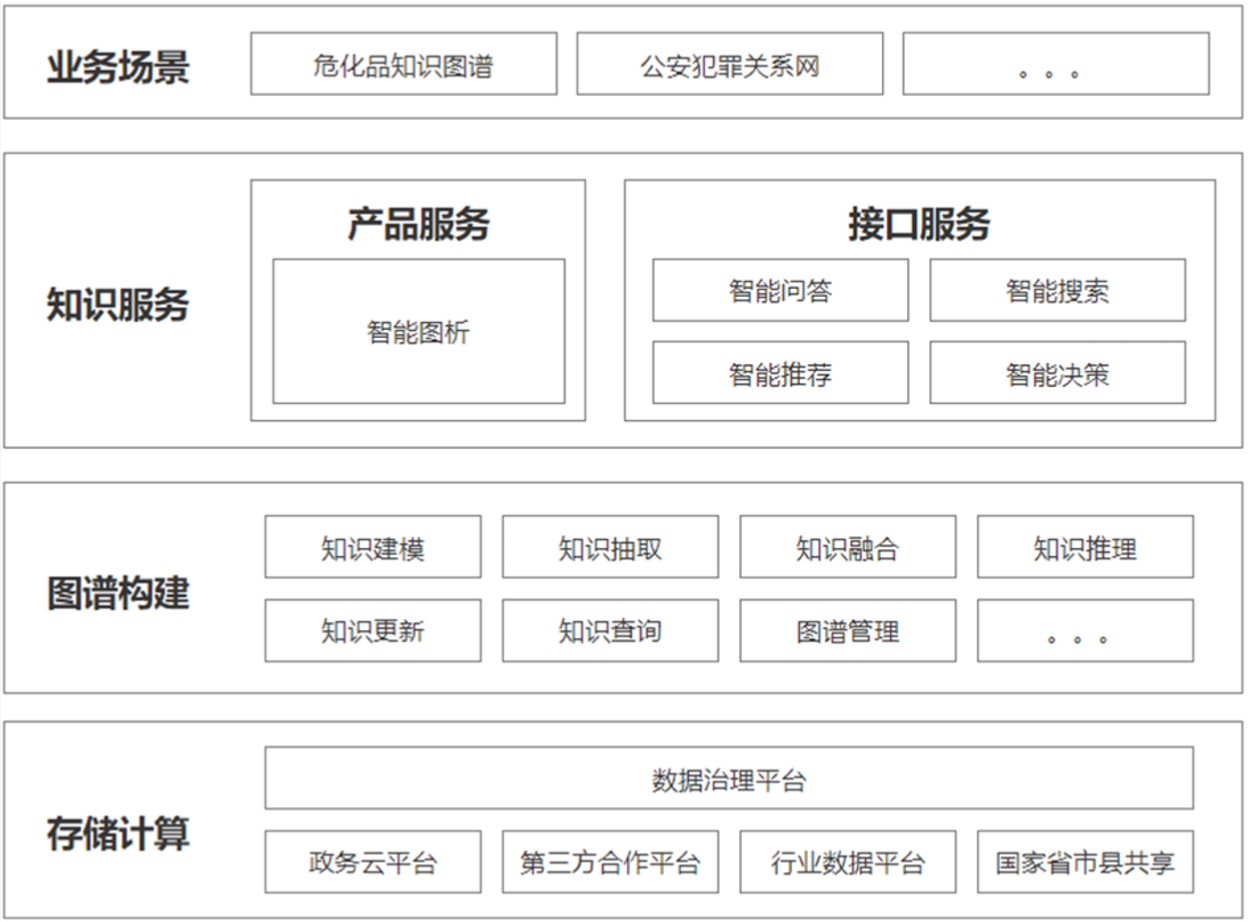 业务场景
危化品知识图谱
公安犯罪关系网
。。。
知识服务
产品服务
智能图析
接口服务
智能问答
智能搜索
智能推荐
智能决策
图谱构建
知识建模
知识抽取
知识融合
知识推理
知识更新
知识查询
图谱管理
。。。
存储计算
数据治理平台
政务云平台
第三方合作平台
行业数据平台
国家省市县共享